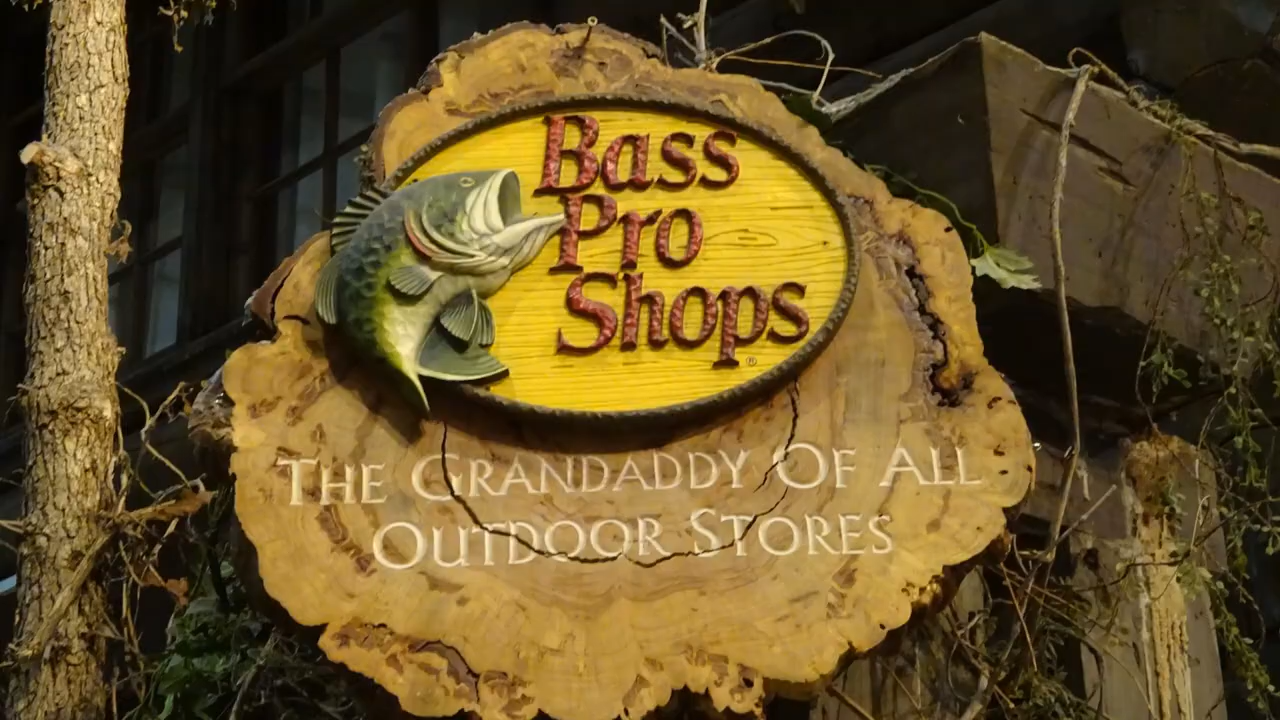 Bass
Pro
Shops®
THE GRANDADDY OF ALL
OUTDOOR STORES